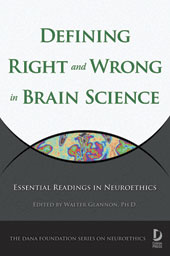 DEFINING
RIGHT and WRONG
in BRAIN SCIENCE
ESSENTIAL READINGS IN NEUROETHICS
EDITED BY WALTER GLANNON, PH.D.
THE DANA FOUNDATION SERIES ON NEUROETHICS
D
DANA
PRESS